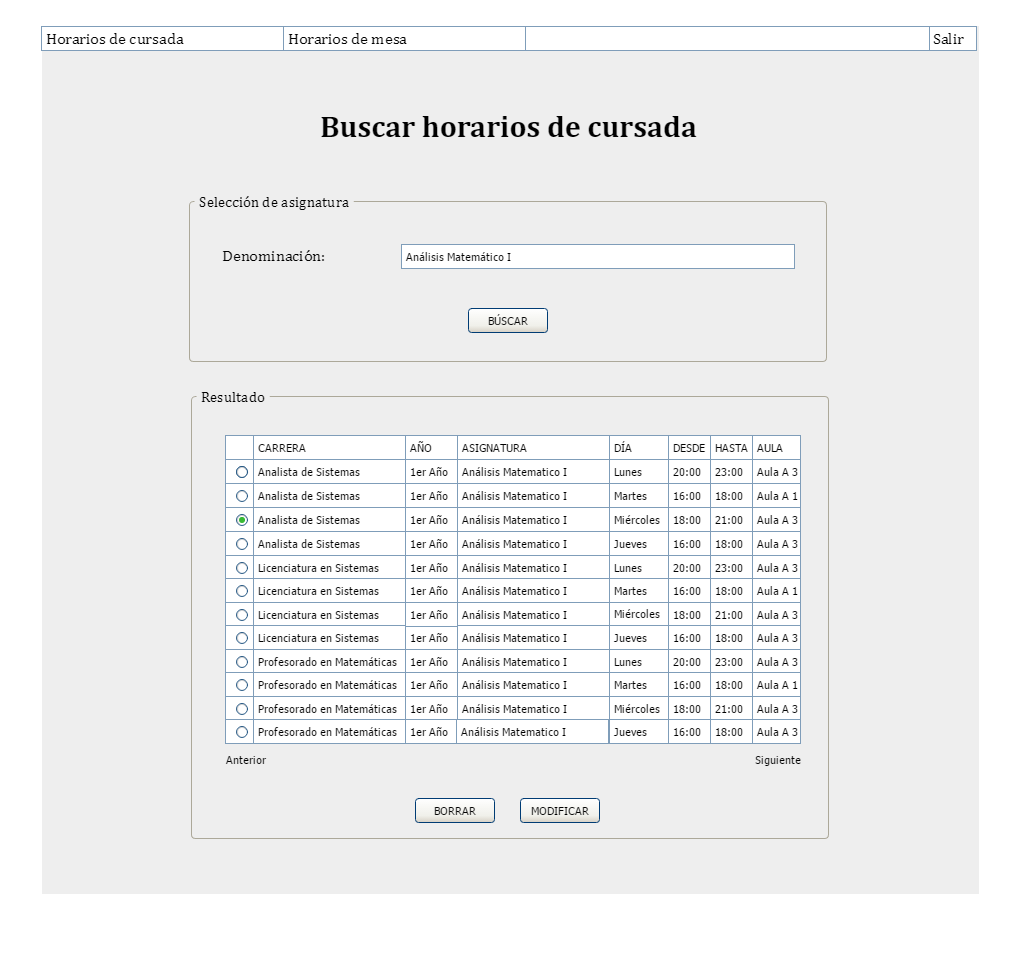 Horarios de cursada Horarios de mesa Salir
Buscar horarios de cursada
Selección de asignatura
Denominación: Análisis Matemático I
BÚSCAR
Resultado
CARRERA AÑO ASIGNATURA DÍA DESDE HASTA AULA
Analista de Sistemas 1er Año Análisis Matematico I Lunes 20:00 23:00 Aula A 3
Analista de Sistemas 1er Año Análisis Matematico I Martes 16:00 18:00 Aula A 1
Analista de Sistemas 1er Año Análisis Matematico I Miércoles 18:00 21:00 Aula A 3
Analista de Sistemas 1er Año Análisis Matematico I Jueves 16:00 18:00 Aula A 3
Licenciatura en Sistemas 1er Año Análisis Matematico I Lunes 20:00 23:00 Aula A 3
Licenciatura en Sistemas 1er Año Análisis Matematico I Martes 16:00 18:00 Aula A 1
Licenciatura en Sistemas 1er Año Análisis Matematico I Miércoles 18:00 21:00 Aula A 3
Licenciatura en Sistemas 1er Año Análisis Matematico I Jueves 16:00 18:00 Aula A 3
Profesorado en Matemáticas 1er Año Análisis Matematico I Lunes 20:00 23:00 Aula A 3
Profesorado en Matemáticas 1er Año Análisis Matematico I Martes 16:00 18:00 Aula A 1
Profesorado en Matemáticas 1er Año Análisis Matematico I Miércoles 18:00 21:00 Aula A 3
Profesorado en Matemáticas 1er Año Análisis Matematico I Jueves 16:00 18:00 Aula A 3
Anterior Siguiente
BORRAR MODIFICAR